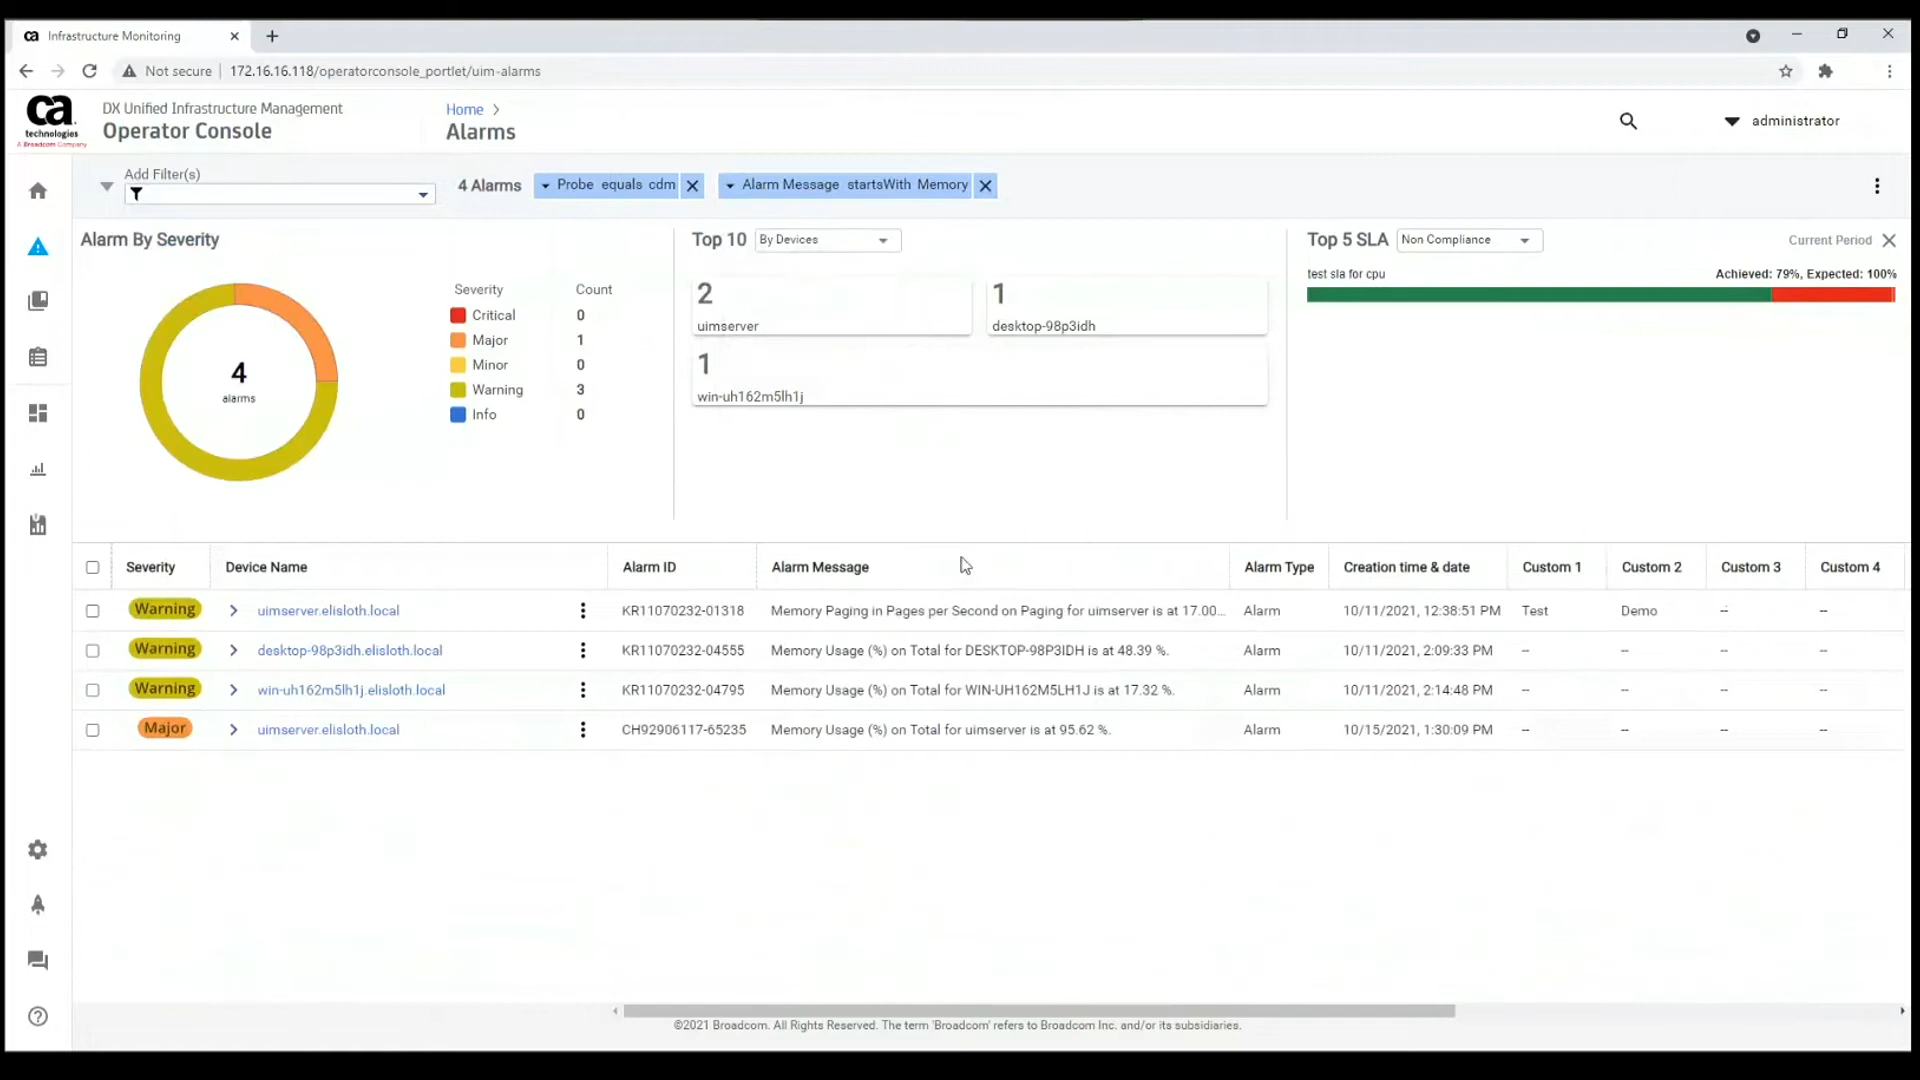 ca Infrastructure Monitoring
Not secure 172.16.16.118/operatorconsole_portlet/uim-alarms
ca
technologies
A Broadcom Company
DX Unified Infrastructure Management
Operator Console
Home >
Alarms
administrator
Add Filter(s)
4 Alarms
Probe equals cdm
Alarm Message startsWith Memory
Alarm By Severity
4
alarms
Severity Count
Critical 0
Major 1
Minor 0
Warning 3
Info 0
Top 10 By Devices
2
uimserver
1
desktop-98p3idh
1
win-uh162m5lh1j
Top 5 SLA Non Compliance Current Period
test sla for cpu Achieved: 79%, Expected: 100%
Severity Device Name Alarm ID Alarm Message Alarm Type Creation time & date Custom 1 Custom 2 Custom 3 Custom 4
Warning uimserver.elisloth.local KR11070232-01318 Memory Paging in Pages per Second on Paging for uimserver is at 17.00... Alarm 10/11/2021, 12:38:51 PM Test Demo -- --
Warning desktop-98p3idh.elisloth.local KR11070232-04555 Memory Usage (%) on Total for DESKTOP-98P3IDH is at 48.39 %. Alarm 10/11/2021, 2:09:33 PM -- -- -- --
Warning win-uh162m5lh1j.elisloth.local KR11070232-04795 Memory Usage (%) on Total for WIN-UH162M5LH1J is at 17.32 %. Alarm 10/11/2021, 2:14:48 PM -- -- -- --
Major uimserver.elisloth.local CH92906117-65235 Memory Usage (%) on Total for uimserver is at 95.62 %. Alarm 10/15/2021, 1:30:09 PM -- -- -- --
©2021 Broadcom. All Rights Reserved. The term 'Broadcom' refers to Broadcom Inc. and/or its subsidiaries.